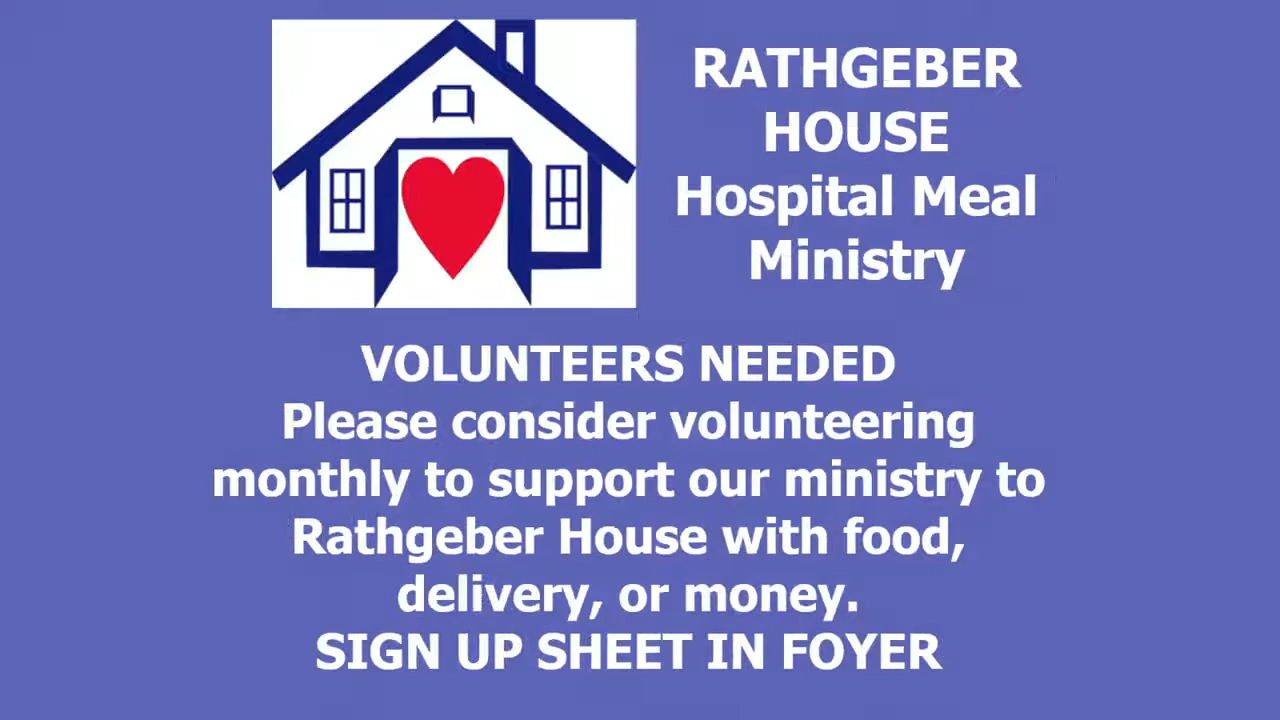 RATHGEBER
HOUSE
Hospital Meal
Ministry
VOLUNTEERS NEEDED
Please consider volunteering
monthly to support our ministry to
Rathgeber House with food,
delivery, or money.
SIGN UP SHEET IN FOYER